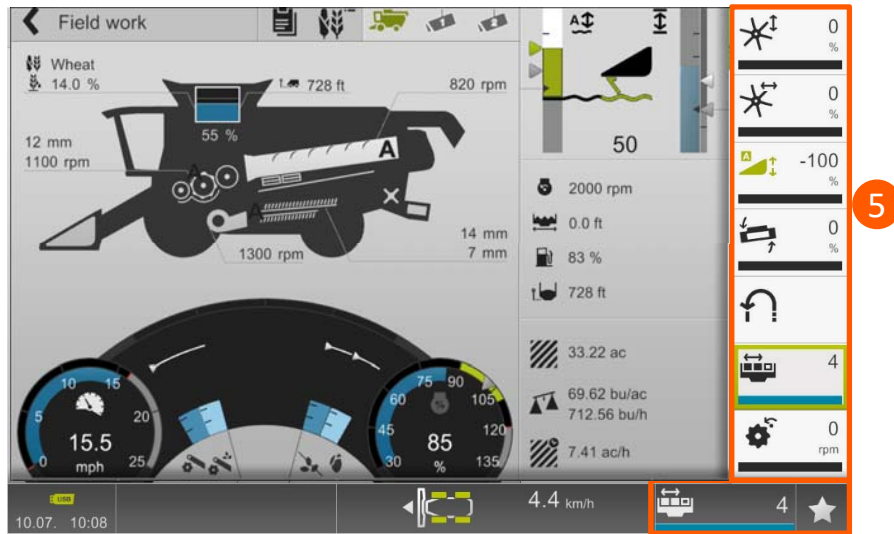 Field work
1
2
Wheat
14.0 %
728 ft
820 rpm
55 %
12 mm
1100 rpm
A
A
A
1300 rpm
14 mm
7 mm
A
50
2000 rpm
0.0 ft
83 %
728 ft
33.22 ac
69.62 bu/ac
712.56 bu/h
7.41 ac/h
0
5
10
15
20
25
15.5
mph
30
45
60
75
90
105
120
135
85
%
0
%
0
%
A
-100
%
0
%
4
0
rpm
5
USB
10.07. 10:08
4.4 km/h
4